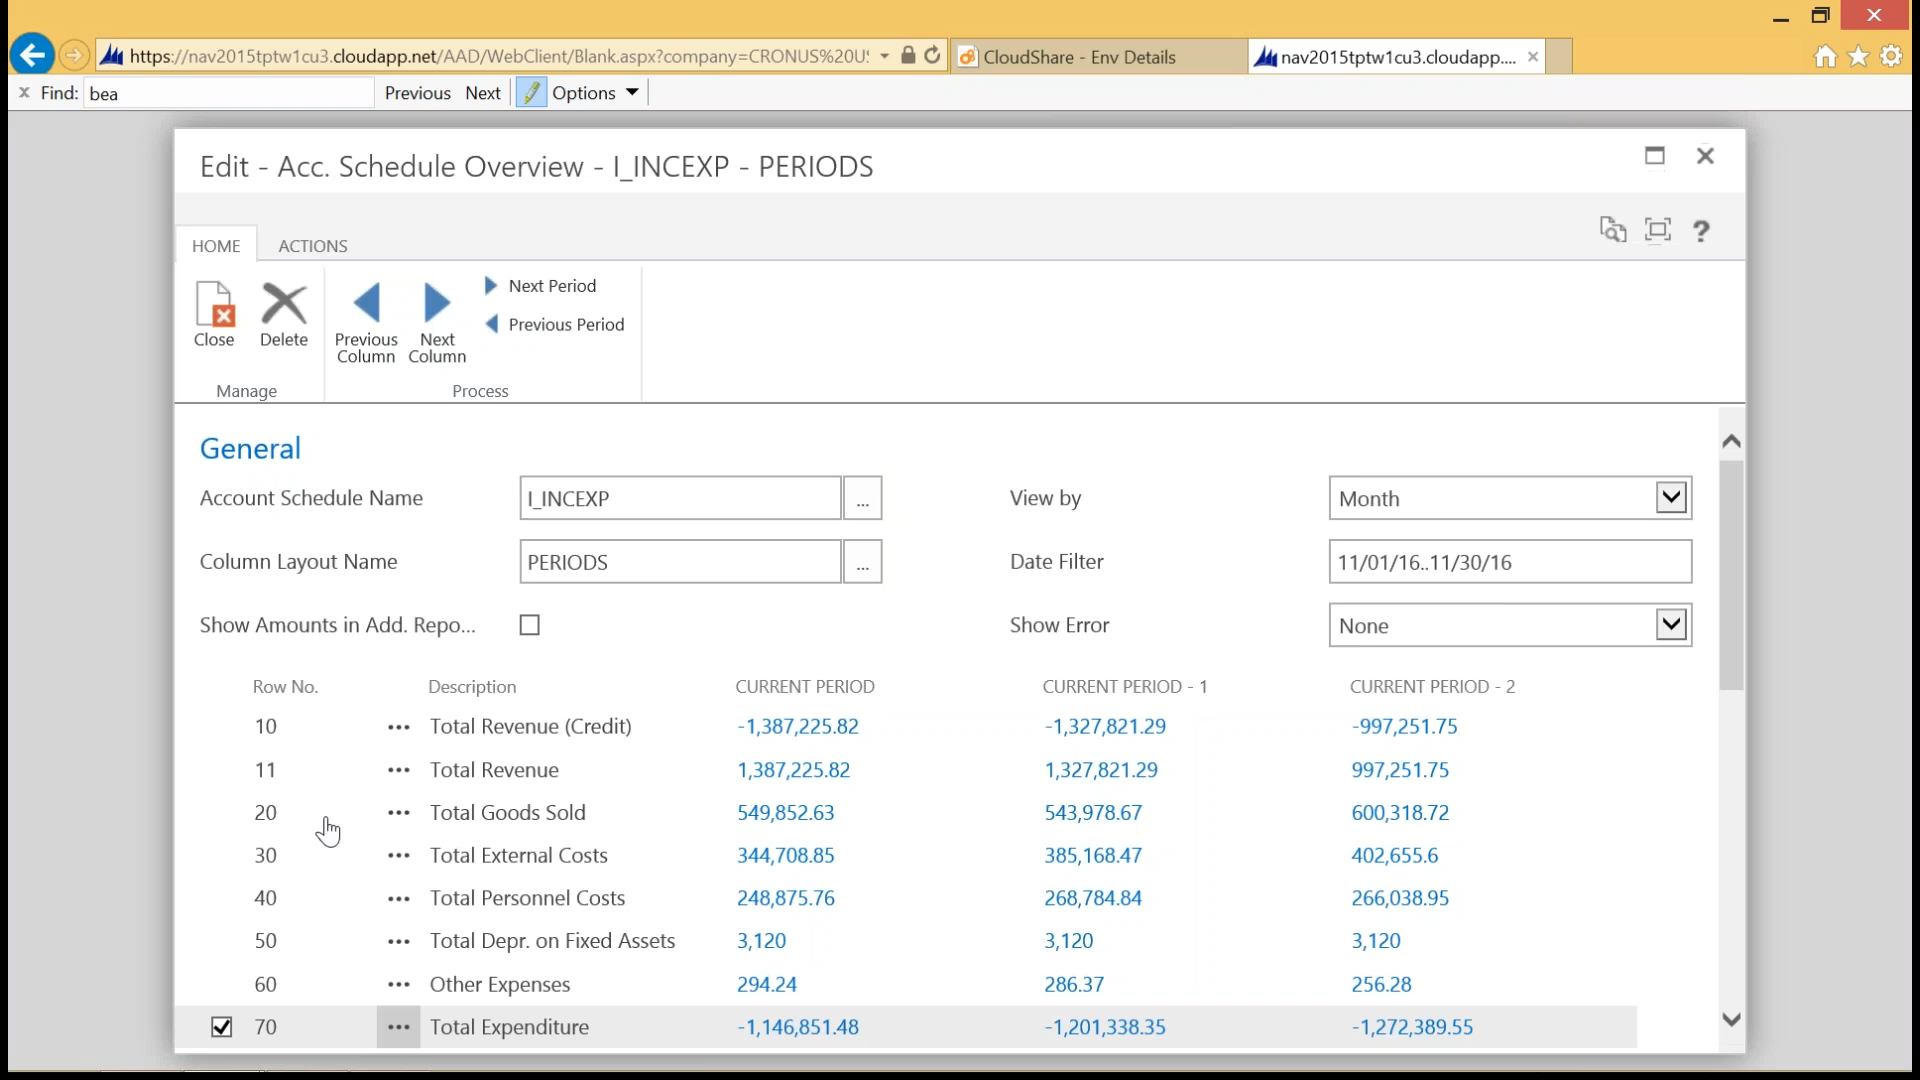 https://nav2015tptw1cu3.cloudapp.net/AAD/WebClient/Blank.aspx?company=CRONUS%20U!
CloudShare - Env Details
nav2015tptw1cu3.cloudapp....
Find: bea Previous Next Options
Edit - Acc. Schedule Overview - I_INCEXP - PERIODS
HOME ACTIONS
Close Delete Previous Column Next Column Next Period
Previous Period
Manage Process
General
Account Schedule Name I_INCEXP ... View by Month
Column Layout Name PERIODS ... Date Filter 11/01/16..11/30/16
Show Amounts in Add. Repo... Show Error None
Row No. Description CURRENT PERIOD CURRENT PERIOD - 1 CURRENT PERIOD - 2
10 ••• Total Revenue (Credit) -1,387,225.82 -1,327,821.29 -997,251.75
11 ••• Total Revenue 1,387,225.82 1,327,821.29 997,251.75
20 ••• Total Goods Sold 549,852.63 543,978.67 600,318.72
30 ••• Total External Costs 344,708.85 385,168.47 402,655.6
40 ••• Total Personnel Costs 248,875.76 268,784.84 266,038.95
50 ••• Total Depr. on Fixed Assets 3,120 3,120 3,120
60 ••• Other Expenses 294.24 286.37 256.28
70 ••• Total Expenditure -1,146,851.48 -1,201,338.35 -1,272,389.55